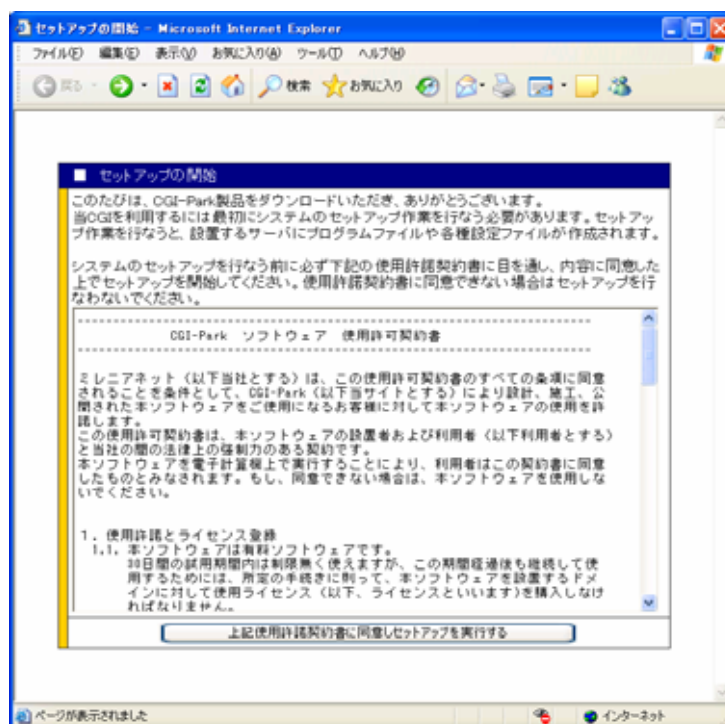 セットアップの開始 - Microsoft Internet Explorer
ファイル(F) 編集(E) 表示(V) お気に入り(A) ツール(T) ヘルプ(H)
戻る 検索 お気に入り
■ セットアップの開始
このたびは、CGI-Park製品をダウンロードいただき、ありがとうございます。
当CGIを利用するには最初にシステムのセットアップ作業を行なう必要があります。セットアッ
プ作業を行なうと、設置するサーバにプログラムファイルや各種設定ファイルが作成されます。
システムのセットアップを行なう前に必ず下記の使用許諾契約書に目を通し、内容に同意した
上でセットアップを開始してください。使用許諾契約書に同意できない場合はセットアップを行
なわないでください。
--------------------------------------------------------------------
CGI-Park ソフトウェア 使用許可契約書
--------------------------------------------------------------------
ミレニアネット（以下当社とする）は、この使用許可契約書のすべての条項に同意
されることを条件として、CGI-Park（以下当サイトとする）により設計、施工、公
開された本ソフトウェアをご使用になるお客様に対して本ソフトウェアの使用を許
諾します。
この使用許可契約書は、本ソフトウェアの設置者および利用者（以下利用者とする）
と当社の間の法律上の強制力のある契約です。
本ソフトウェアを電子計算機上で実行することにより、利用者はこの契約書に同意
したものとみなされます。もし、同意できない場合は、本ソフトウェアを使用しな
いでください。
１．使用許諾とライセンス登録
1.1. 本ソフトウェアは有料ソフトウェアです。
30日間の試用期間内は制限無く使えますが、この期間経過後も継続して使
用するためには、所定の手続きに則って、本ソフトウェアを設置するドメ
インに対して使用ライセンス（以下、ライセンスといいます）を購入しなけ
ればなりません。
上記使用許諾契約書に同意しセットアップを実行する
ページが表示されました インターネット